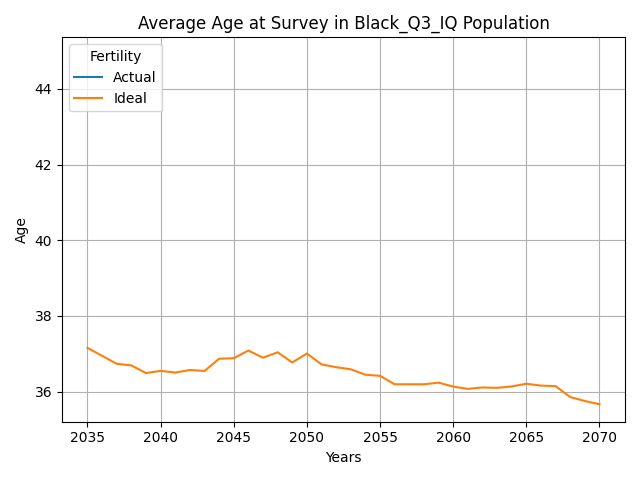 Average Age at Survey in Black_Q3_IQ Population
Fertility
Actual
Ideal
Age
44
42
40
38
36
2035 2040 2045 2050 2055 2060 2065 2070
Years